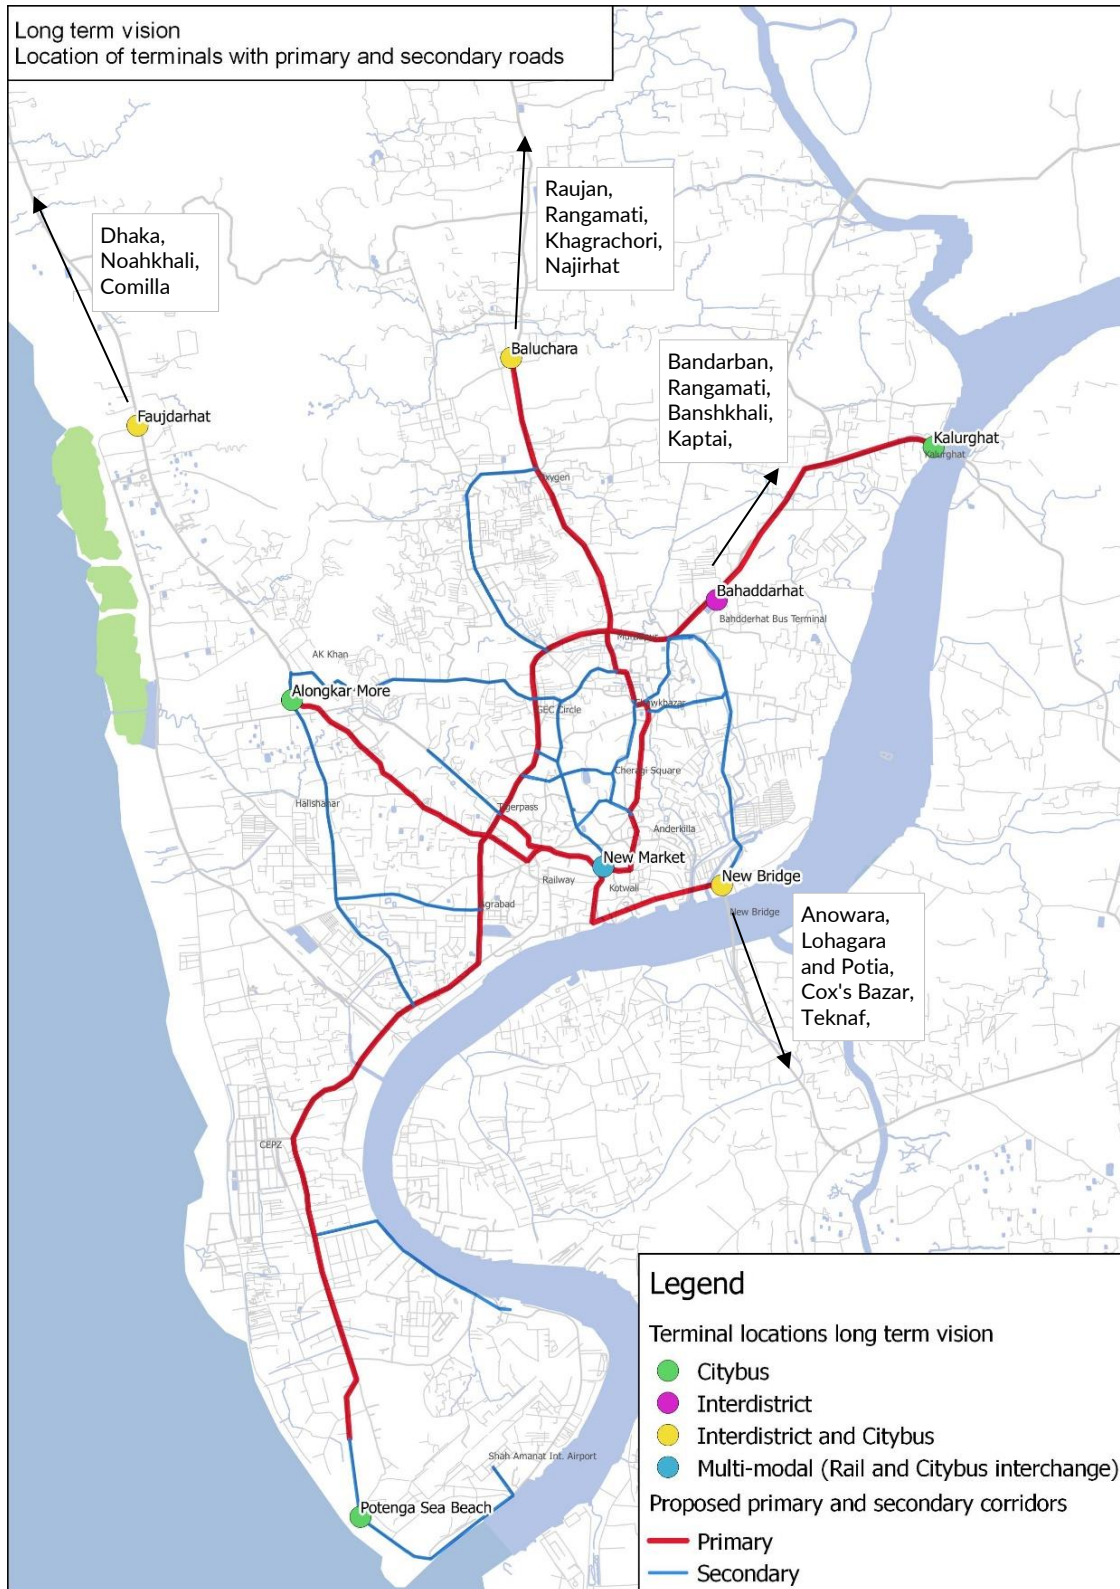 Long term vision
Location of terminals with primary and secondary roads
Raujan,
Rangamati,
Khagrachori,
Najirhat
Dhaka,
Noahkhali,
Comilla
Baluchara
Bandarban,
Rangamati,
Banshkhali,
Kaptai,
Faujdarhat
Kalurghat
Kalurghat
Oxygen
Bahaddarhat
Bahdderhat Bus Terminal
AK Khan
Alongkar More
GEC Circle
Cheragi Square
Halishahar
Tigerpass
Anderkilla
New Market
Railway
Kotwali
New Bridge
New Bridge
Agrabad
Anowara,
Lohagara
and Potia,
Cox's Bazar,
Teknaf,
CEPZ
Shah Amanat Int. Airport
Potenga Sea Beach
Legend
Terminal locations long term vision
Citybus
Interdistrict
Interdistrict and Citybus
Multi-modal (Rail and Citybus interchange)
Proposed primary and secondary corridors
Primary
Secondary